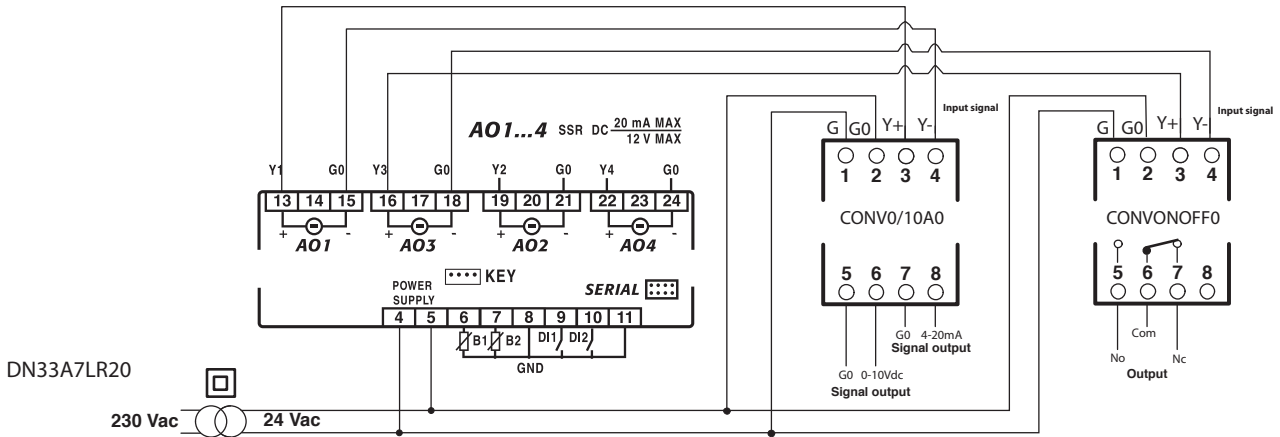 Input signal
Input signal
AO1...4 SSR DC 20 mA MAX
12 V MAX
G G0 Y+ Y-
G G0 Y+ Y-
1 2 3 4
1 2 3 4
Y1 G0 Y3 G0 Y2 G0 Y4 G0
13 14 15 16 17 18 19 20 21 22 23 24
+ - + - + - + -
AO1 AO3 AO2 AO4
CONV0/10A0
CONVONOFF0
KEY
POWER
SUPPLY
SERIAL
5 6 7 8
5 6 7 8
4 5 6 7 8 9 10 11
B1 B2 DI1 DI2
GND
G0 4-20mA
Signal output
G0 0-10Vdc
Signal output
Com
No Nc
Output
DN33A7LR20
230 Vac 24 Vac